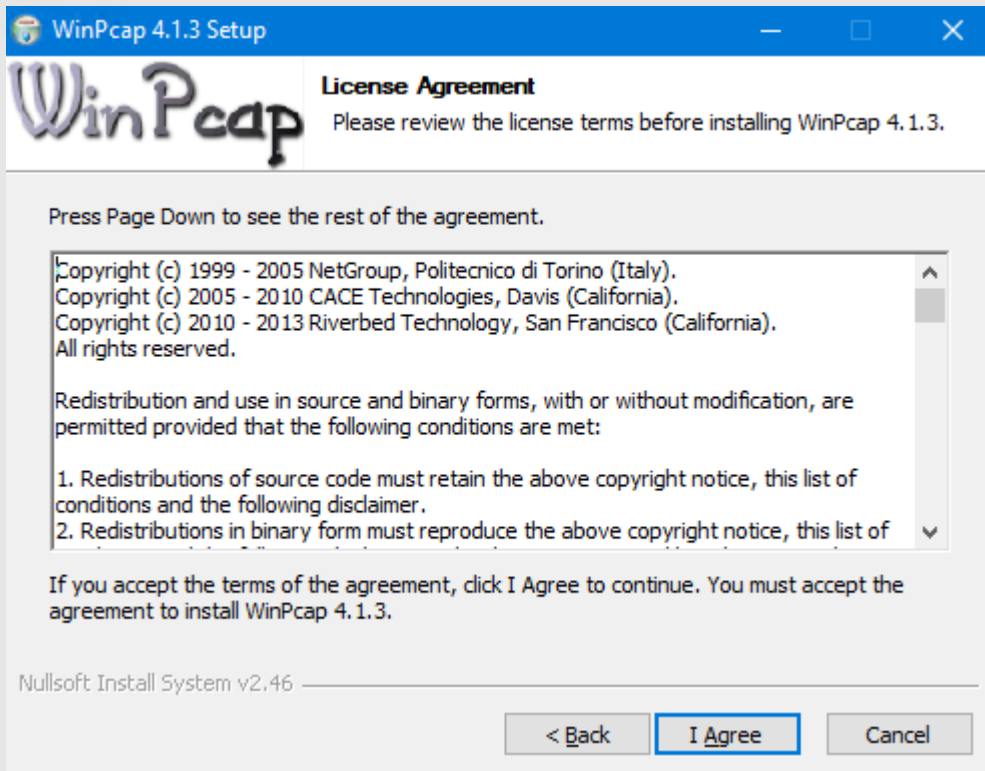 WinPcap 4.1.3 Setup
WinPcap
License Agreement
Please review the license terms before installing WinPcap 4.1.3.
Press Page Down to see the rest of the agreement.
Copyright (c) 1999 - 2005 NetGroup, Politecnico di Torino (Italy).
Copyright (c) 2005 - 2010 CACE Technologies, Davis (California).
Copyright (c) 2010 - 2013 Riverbed Technology, San Francisco (California).
All rights reserved.
Redistribution and use in source and binary forms, with or without modification, are
permitted provided that the following conditions are met:
1. Redistributions of source code must retain the above copyright notice, this list of
conditions and the following disclaimer.
2. Redistributions in binary form must reproduce the above copyright notice, this list of
If you accept the terms of the agreement, click I Agree to continue. You must accept the
agreement to install WinPcap 4.1.3.
Nullsoft Install System v2.46
< Back
I Agree
Cancel